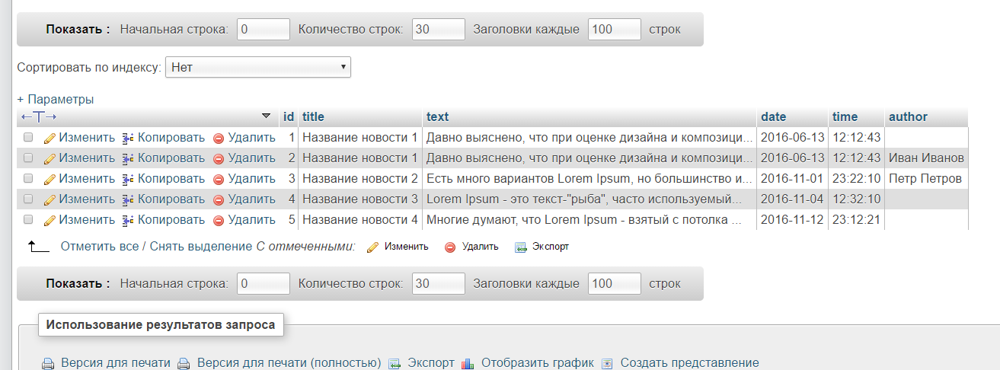 Показать : Начальная строка: 0 Количество строк: 30 Заголовки каждые 100 строк
Сортировать по индексу: Нет
+ Параметры
←T→ id title text date time author
Изменить Копировать Удалить 1 Название новости 1 Давно выяснено, что при оценке дизайна и композици... 2016-06-13 12:12:43
Изменить Копировать Удалить 2 Название новости 1 Давно выяснено, что при оценке дизайна и композици... 2016-06-13 12:12:43 Иван Иванов
Изменить Копировать Удалить 3 Название новости 2 Есть много вариантов Lorem Ipsum, но большинство и... 2016-11-01 23:22:10 Петр Петров
Изменить Копировать Удалить 4 Название новости 3 Lorem Ipsum - это текст-"рыба", часто используемый... 2016-11-04 12:32:10
Изменить Копировать Удалить 5 Название новости 4 Многие думают, что Lorem Ipsum - взятый с потолка ... 2016-11-12 23:12:21
Отметить все / Снять выделение С отмеченными: Изменить Удалить Экспорт
Показать : Начальная строка: 0 Количество строк: 30 Заголовки каждые 100 строк
Использование результатов запроса
Версия для печати Версия для печати (полностью) Экспорт Отобразить график Создать представление